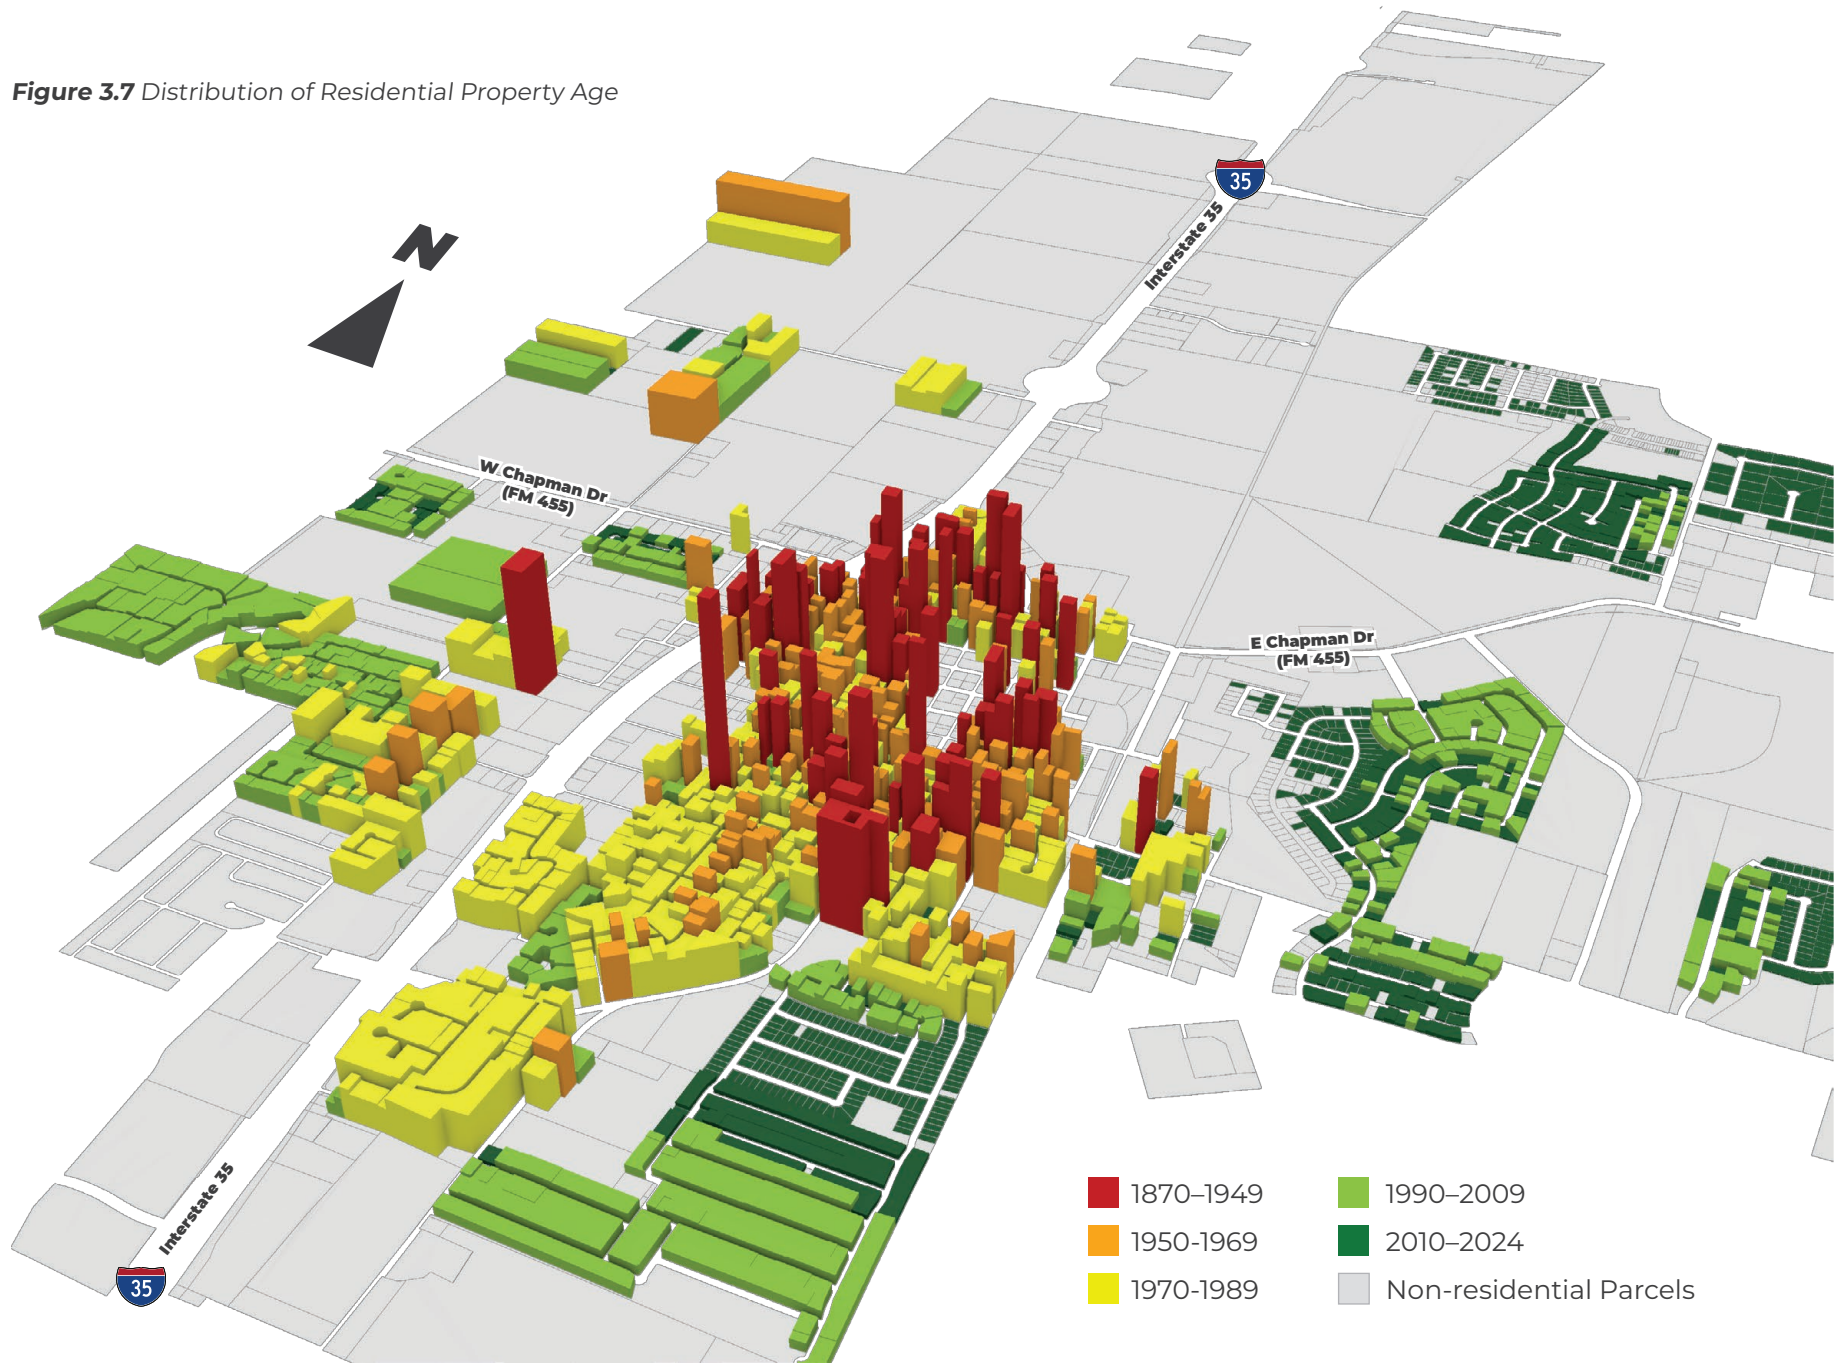 Figure 3.7 Distribution of Residential Property Age
35
Interstate 35
N
W Chapman Dr
(FM 455)
E Chapman Dr
(FM 455)
Interstate 35
35
1870–1949
1950-1969
1970-1989
1990–2009
2010–2024
Non-residential Parcels